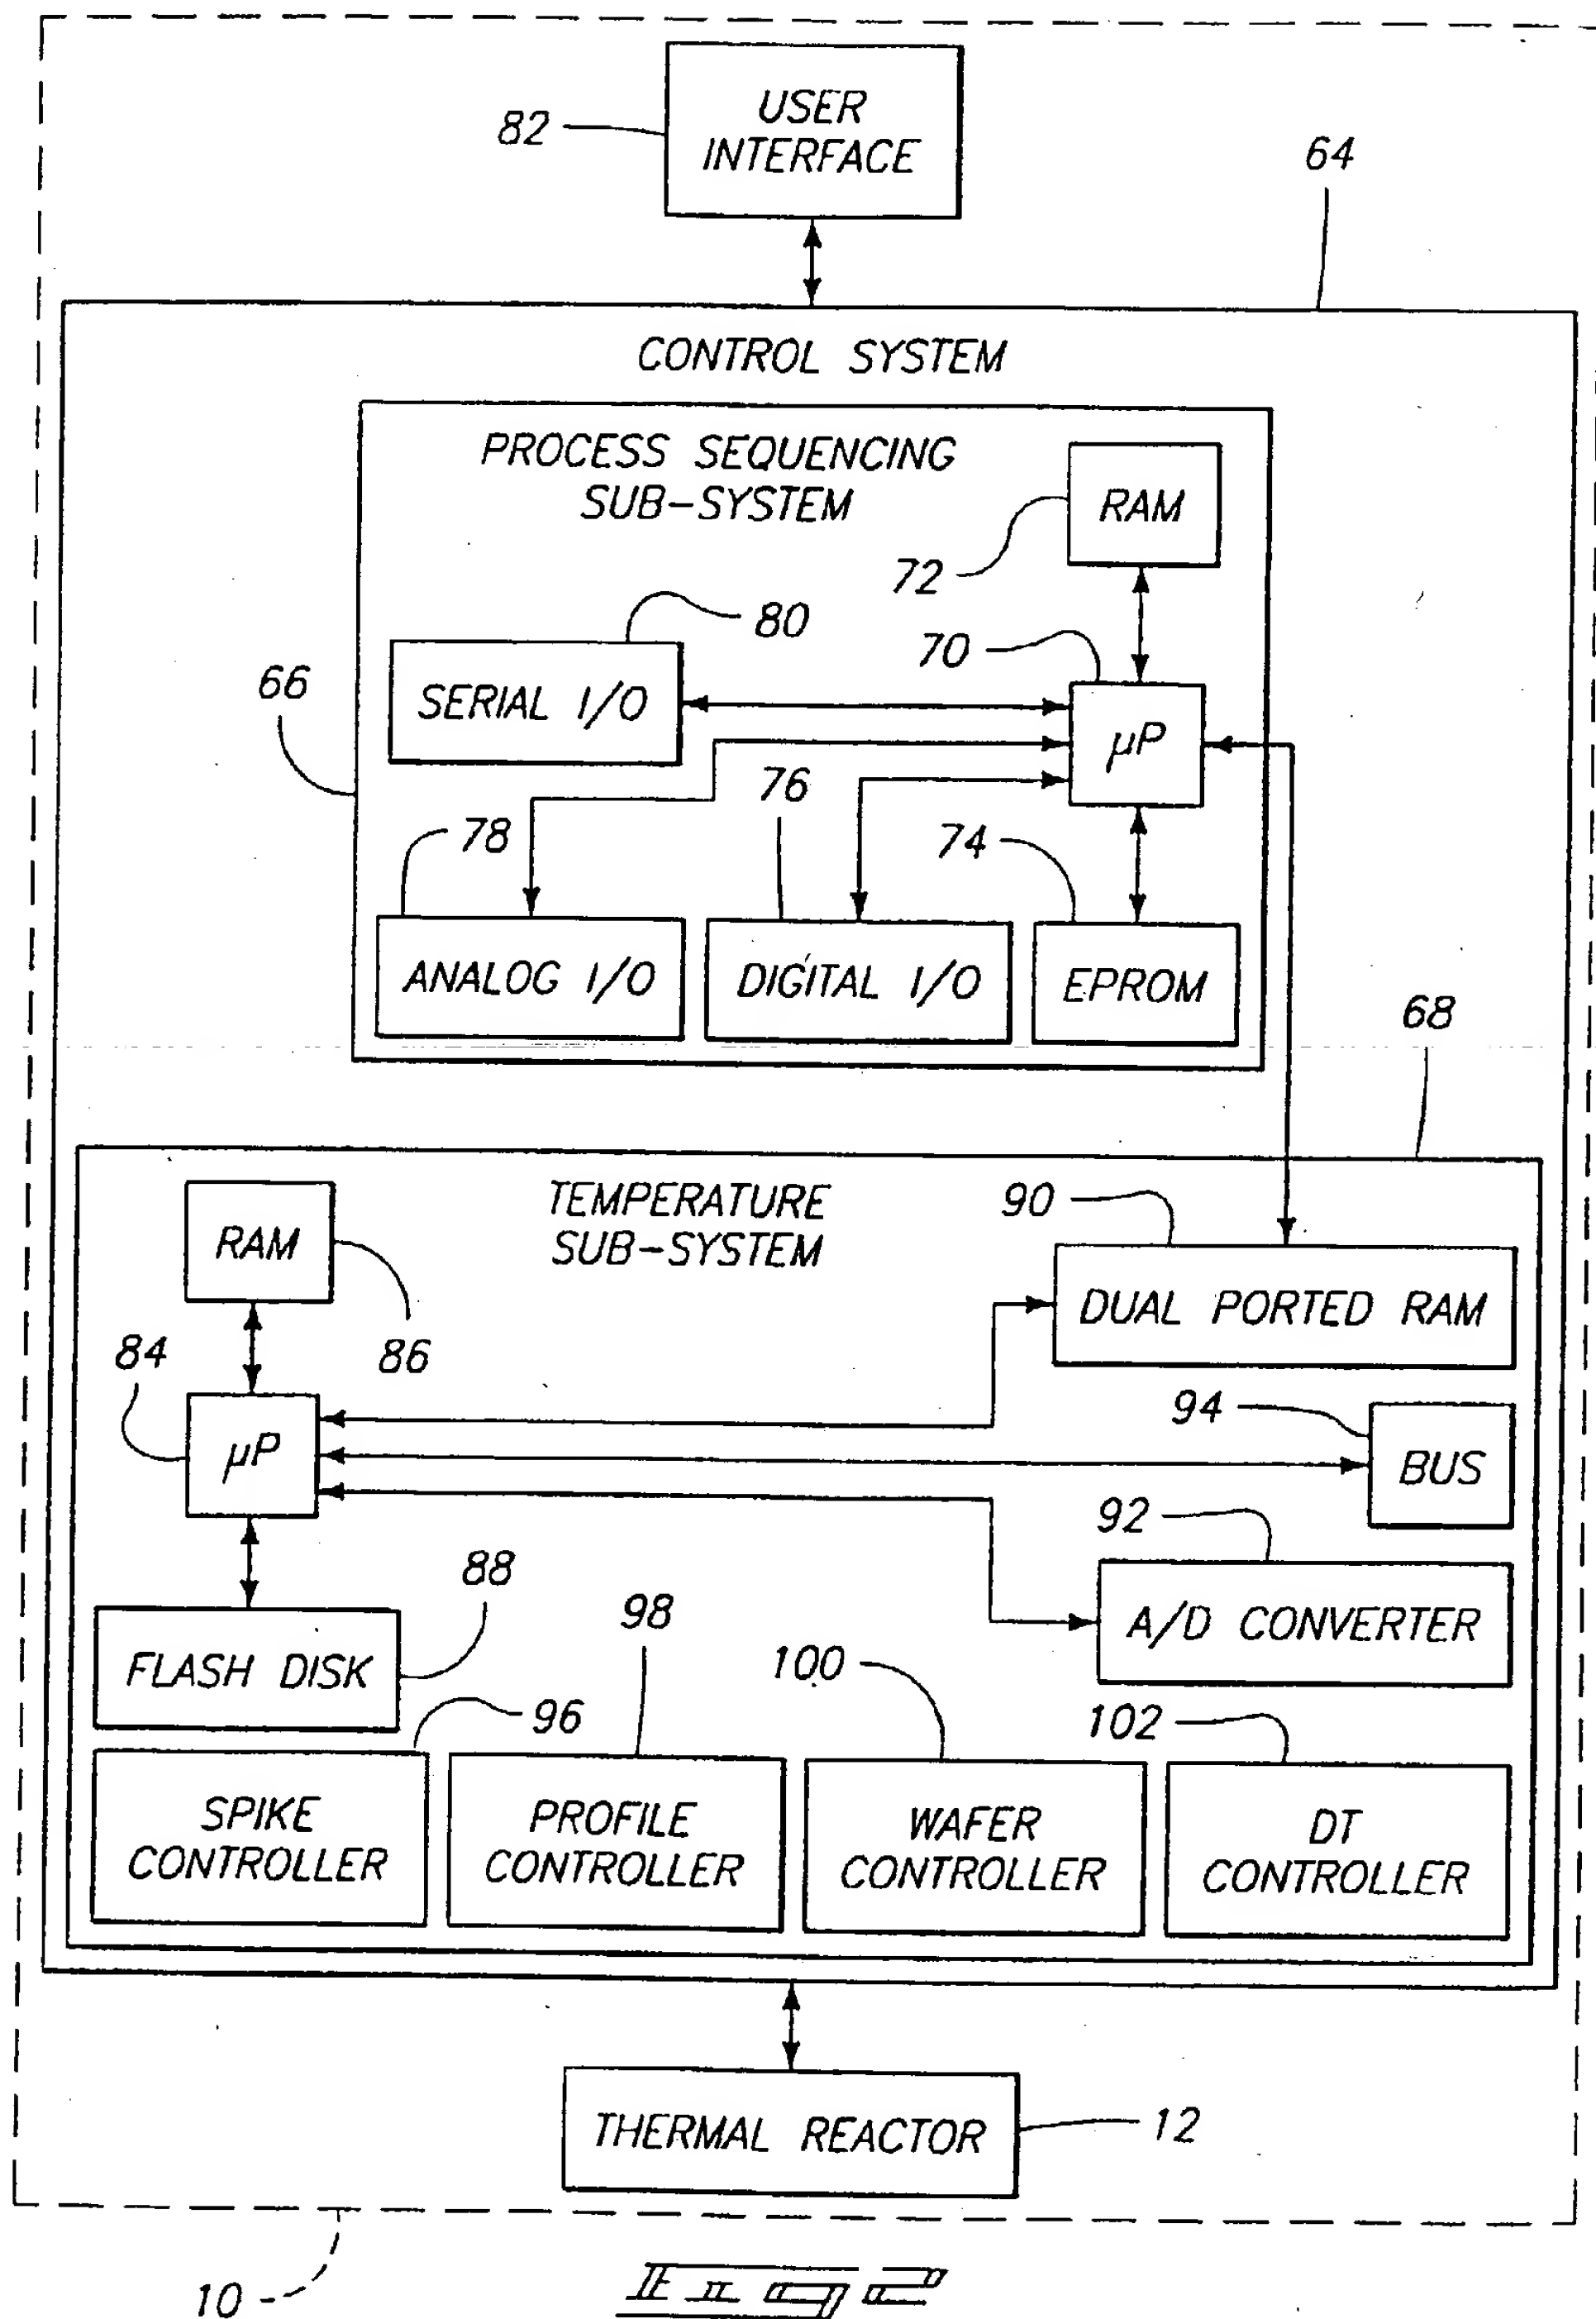 USER
INTERFACE
82
64
CONTROL SYSTEM
PROCESS SEQUENCING
SUB-SYSTEM
RAM
72
80
70
SERIAL I/O
66
µP
76
78
74
ANALOG I/O
DIGITAL I/O
EPROM
68
TEMPERATURE
SUB-SYSTEM
90
RAM
DUAL PORTED RAM
86
84
94
µP
BUS
92
88
A/D CONVERTER
98
FLASH DISK
100
96
102
SPIKE
CONTROLLER
PROFILE
CONTROLLER
WAFER
CONTROLLER
DT
CONTROLLER
THERMAL REACTOR
12
10
FIG 2